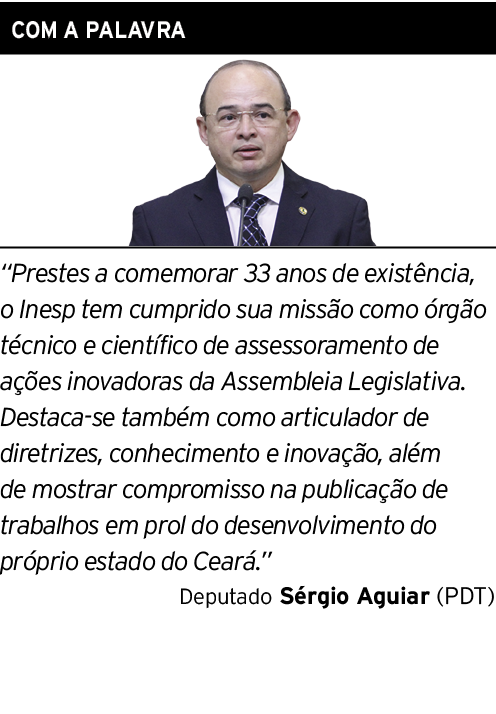 COM A PALAVRA
“Prestes a comemorar 33 anos de existência,
o Inesp tem cumprido sua missão como órgão
técnico e científico de assessoramento de
ações inovadoras da Assembleia Legislativa.
Destaca-se também como articulador de
diretrizes, conhecimento e inovação, além
de mostrar compromisso na publicação de
trabalhos em prol do desenvolvimento do
próprio estado do Ceará.”
Deputado Sérgio Aguiar (PDT)